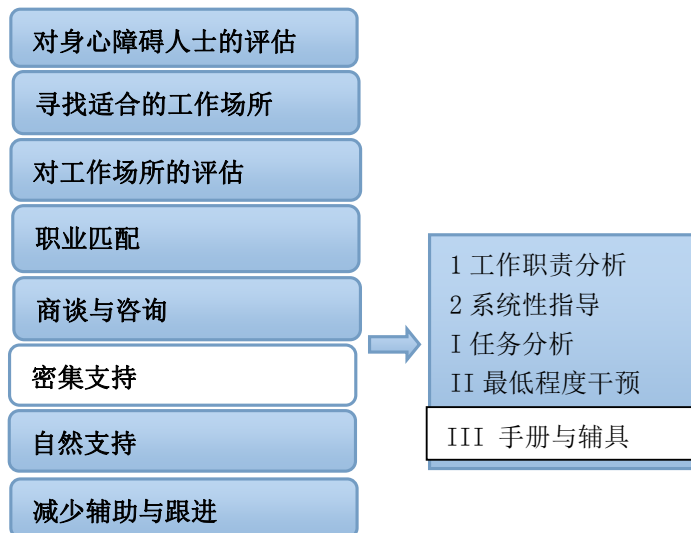 对身心障碍人士的评估
寻找适合的工作场所
对工作场所的评估
职业匹配
商谈与咨询
密集支持
自然支持
减少辅助与跟进
1 工作职责分析
2 系统性指导
I 任务分析
II 最低程度干预
III 手册与辅具